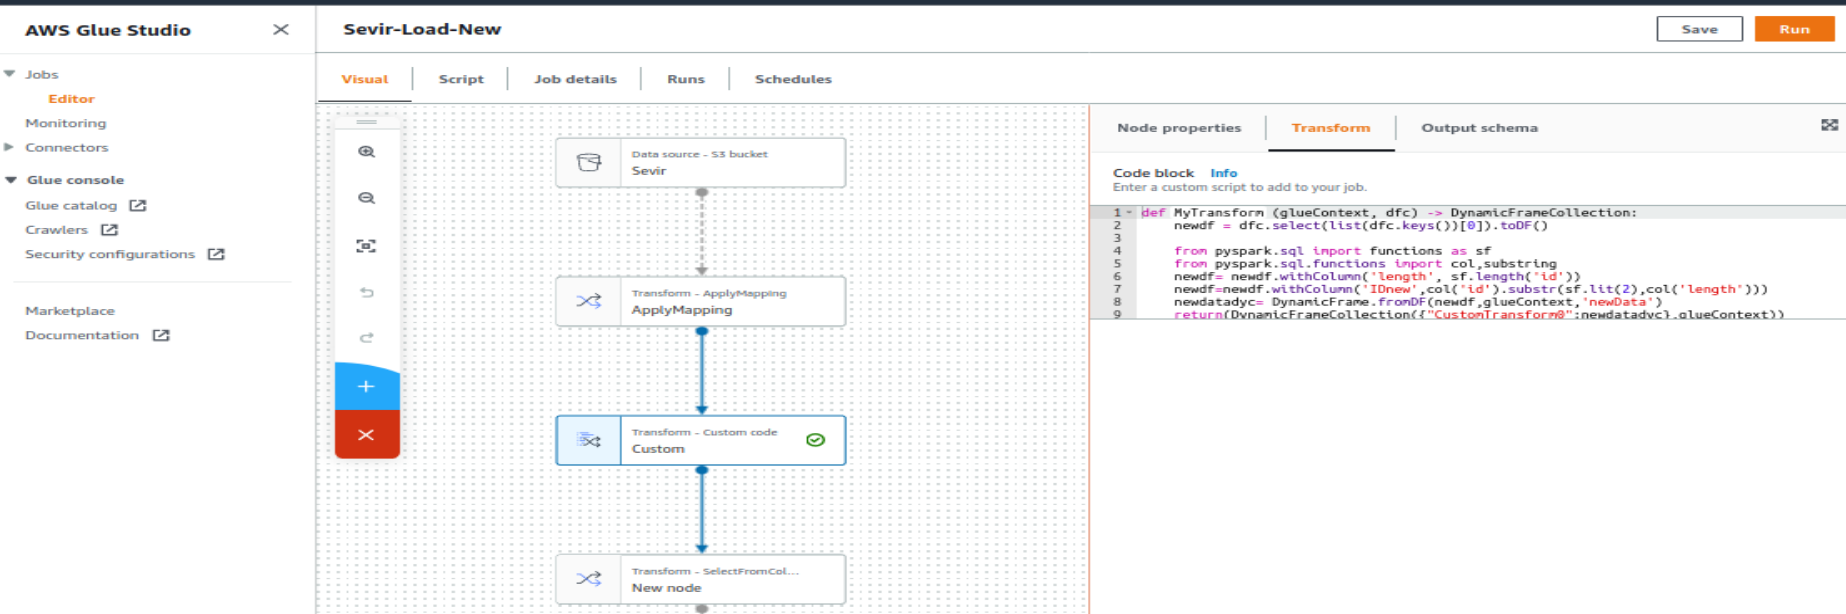 AWS Glue Studio
Jobs
Editor
Monitoring
Connectors
Glue console
Glue catalog
Crawlers
Security configurations
Marketplace
Documentation
Sevir-Load-New
Save
Run
Visual
Script
Job details
Runs
Schedules
Data source - S3 bucket
Sevir
Transform - ApplyMapping
ApplyMapping
Transform - Custom code
Custom
Transform - SelectFromCol...
New node
Node properties
Transform
Output schema
Code block Info
Enter a custom script to add to your job.
1 def MyTransform (glueContext, dfc) -> DynamicFrameCollection:
2 newdf = dfc.select(list(dfc.keys())[0]).toDF()
3
4 from pyspark.sql import functions as sf
5 from pyspark.sql.functions import col,substring
6 newdf= newdf.withColumn('length', sf.length('id'))
7 newdf=newdf.withColumn('IDnew',col('id').substr(sf.lit(2),col('length')))
8 newdatadyc= DynamicFrame.fromDF(newdf,glueContext,'newData')
9 return(DynamicFrameCollection({"CustomTransform0":newdatadyc},glueContext))